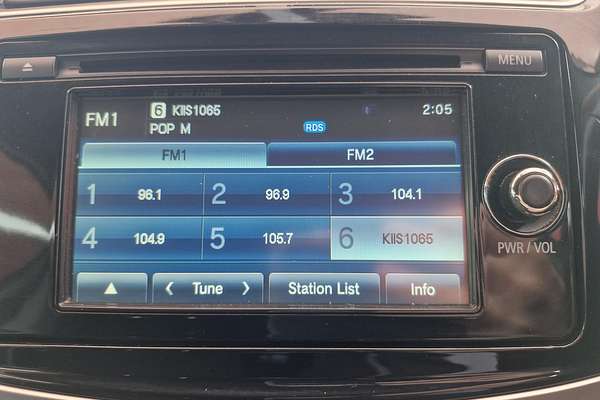 MENU
FM1 6 KIIS1065 2:05
POP M RDS
FM1 FM2
1 96.1 2 96.9 3 104.1
4 104.9 5 105.7 6 KIIS1065
▲ < Tune > Station List Info
PWR / VOL